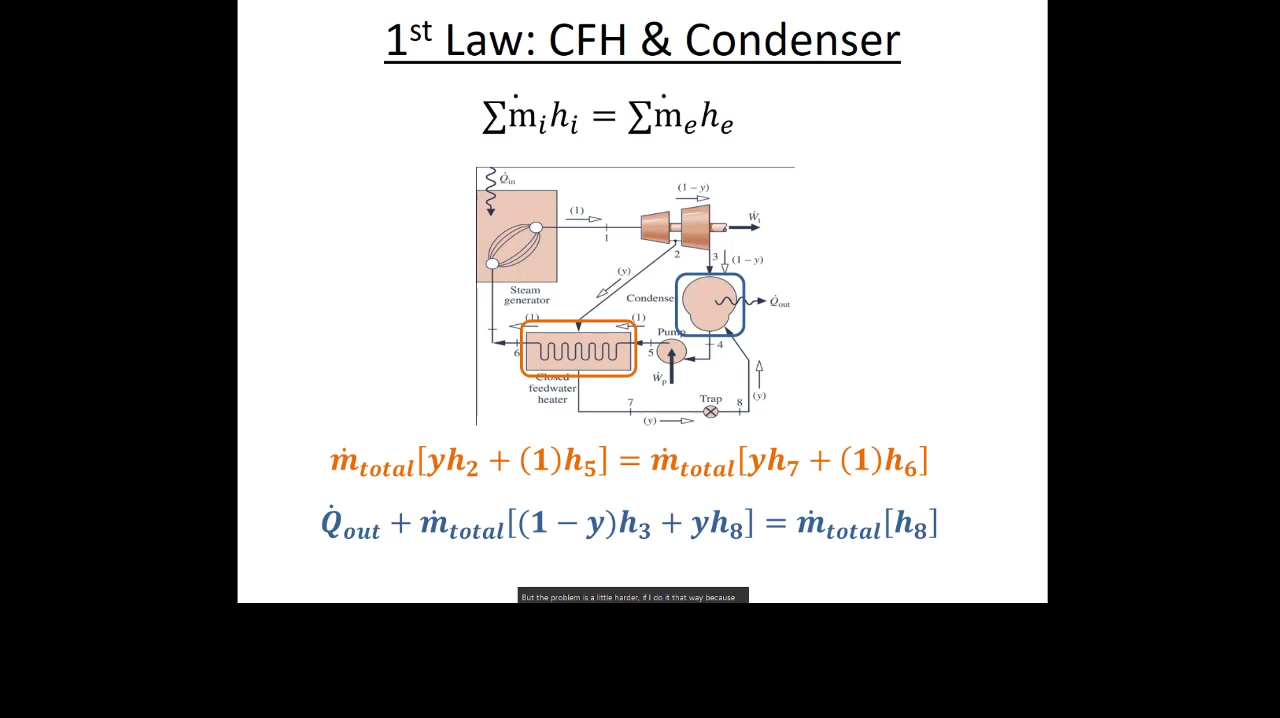 1st Law: CFH & Condenser
∑ṁᵢhᵢ = ∑ṁₑhₑ
Q̇in
(1 − y)
(1)
Ẇt
1
2
3
(1 − y)
(y)
Steam
generator
Condense
Q̇out
(1)
(1)
Pump
6
5
4
Closed
feedwater
heater
Ẇp
7
Trap
8
(y)
(y)
ṁtotal[yh₂ + (1)h₅] = ṁtotal[yh₇ + (1)h₆]
Q̇out + ṁtotal[(1 − y)h₃ + yh₈] = ṁtotal[h₈]
But the problem is a little harder, if I do it that way because